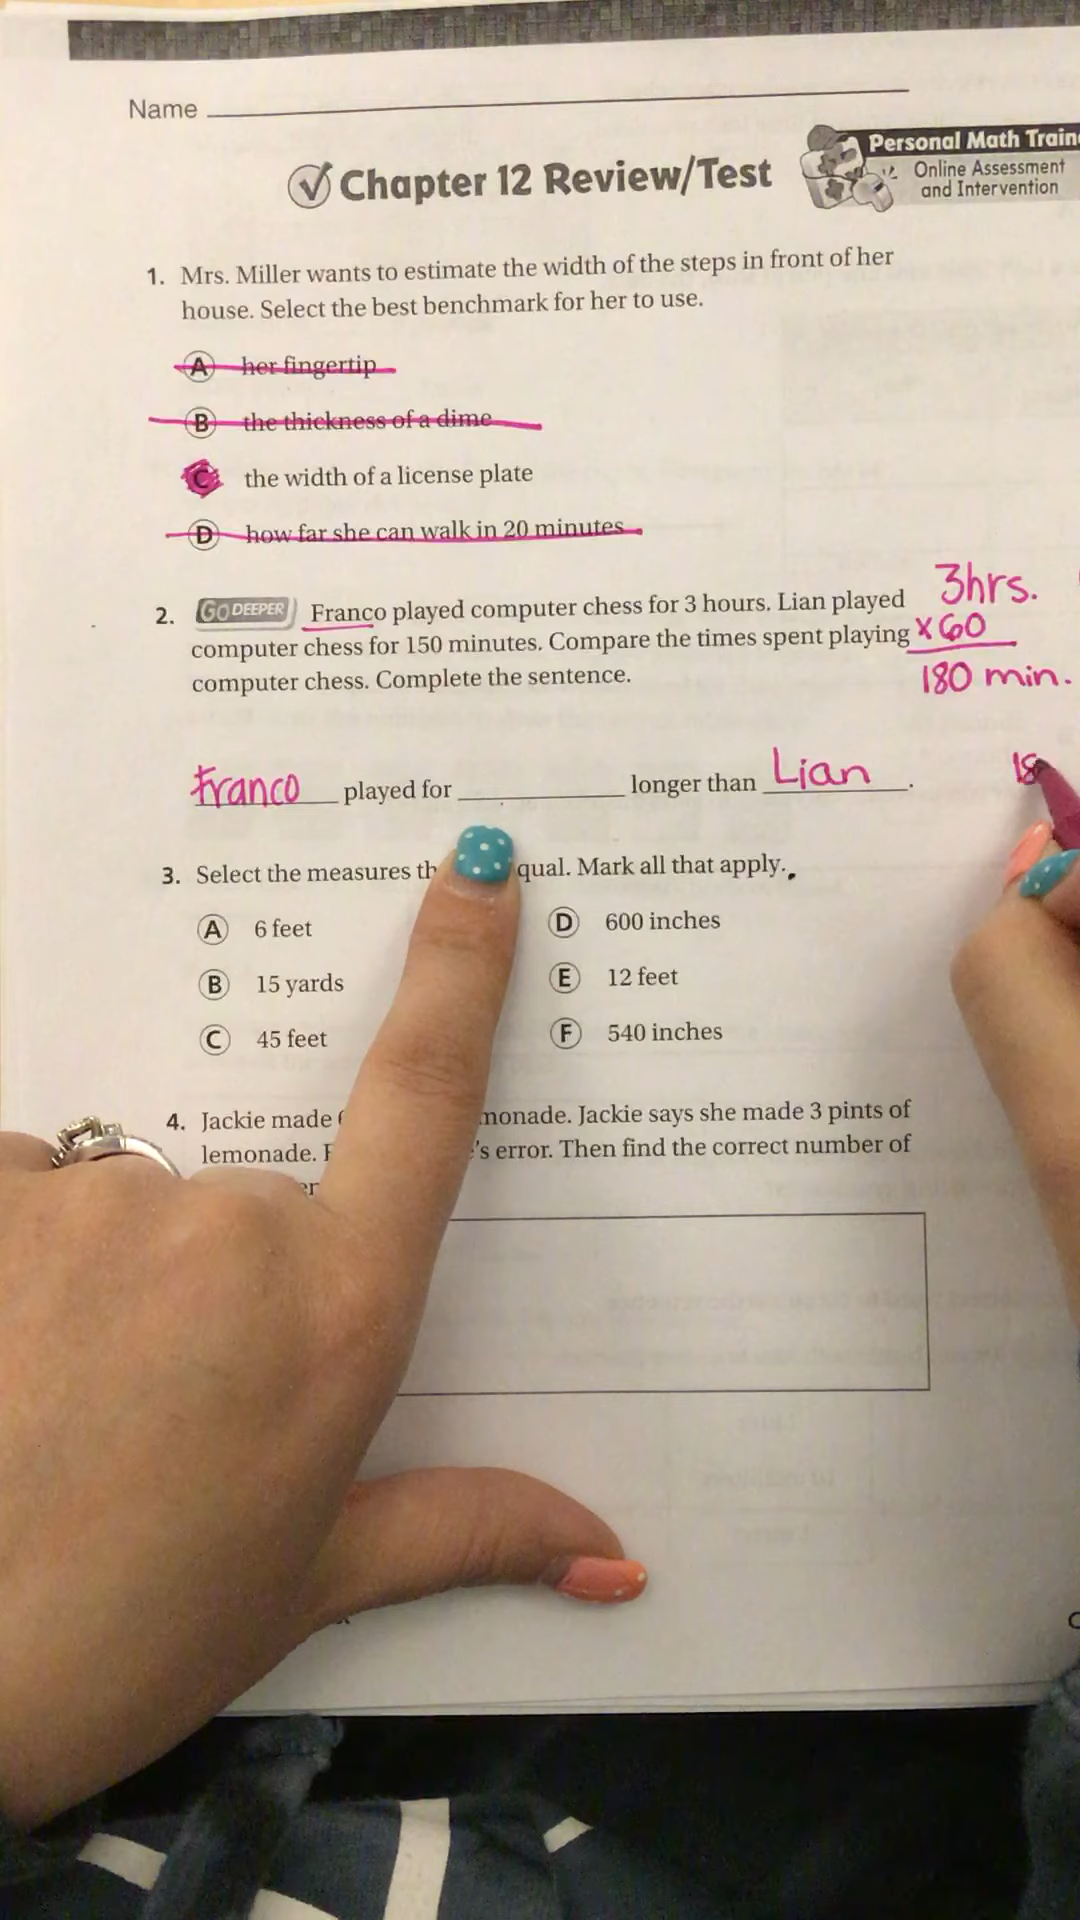 Name
Personal Math
Online Assessment
and Intervention
Chapter 12 Review/Test
1. Mrs. Miller wants to estimate the width of the steps in front of her
house. Select the best benchmark for her to use.
A her fingertip
B the thickness of a dime
C the width of a license plate
D how far she can walk in 20 minutes
2. GO DEEPER Franco played computer chess for 3 hours. Lian played
computer chess for 150 minutes. Compare the times spent playing
computer chess. Complete the sentence.
3hrs.
x60
180 min.
Franco played for longer than Lian.
18
3. Select the measures qual. Mark all that apply.
A 6 feet
B 15 yards
C 45 feet
D 600 inches
E 12 feet
F 540 inches
4. Jackie made monade. Jackie says she made 3 pints of
lemonade. 's error. Then find the correct number of